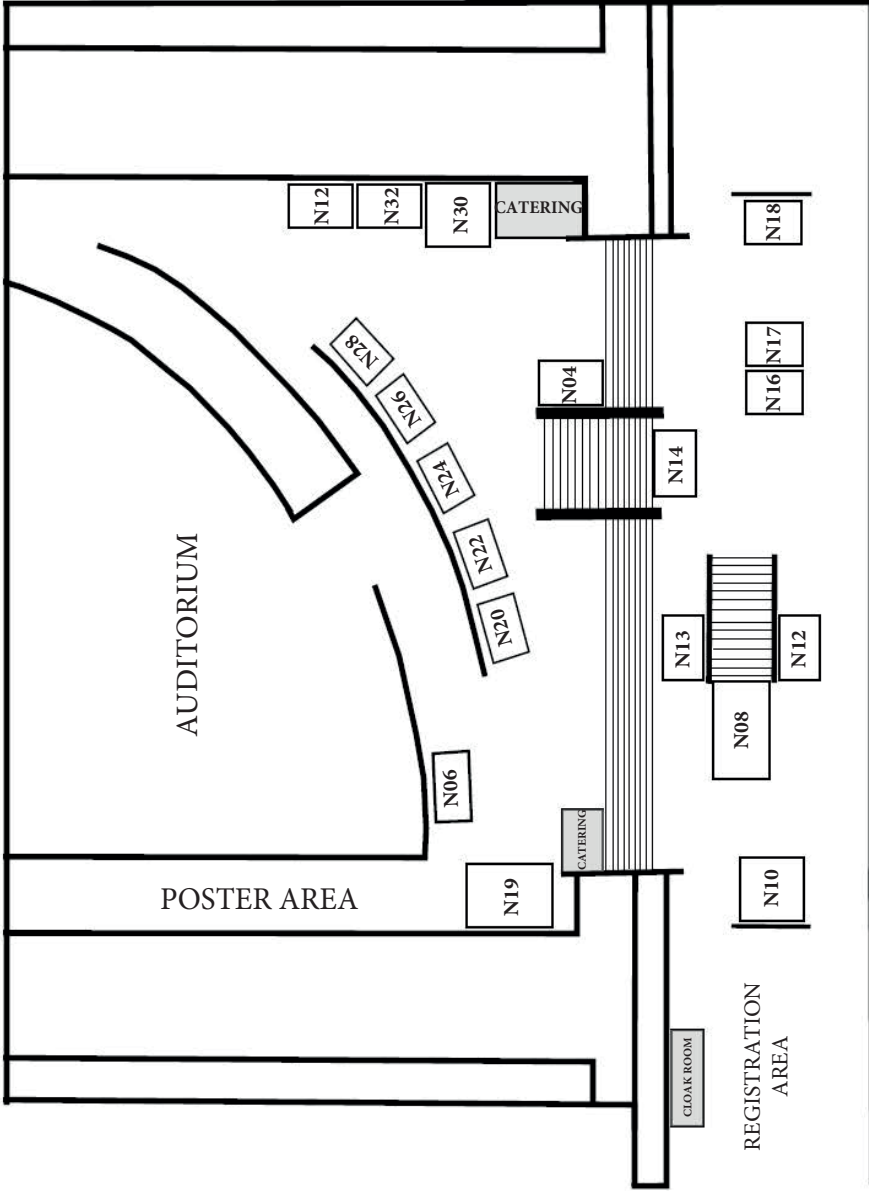 N12
N32
N30
CATERING
N18
N28
N26
N24
N22
N20
N04
N17
N16
N14
AUDITORIUM
N13
N12
N08
N06
CATERING
POSTER AREA
N19
N10
CLOAK ROOM
REGISTRATION
AREA